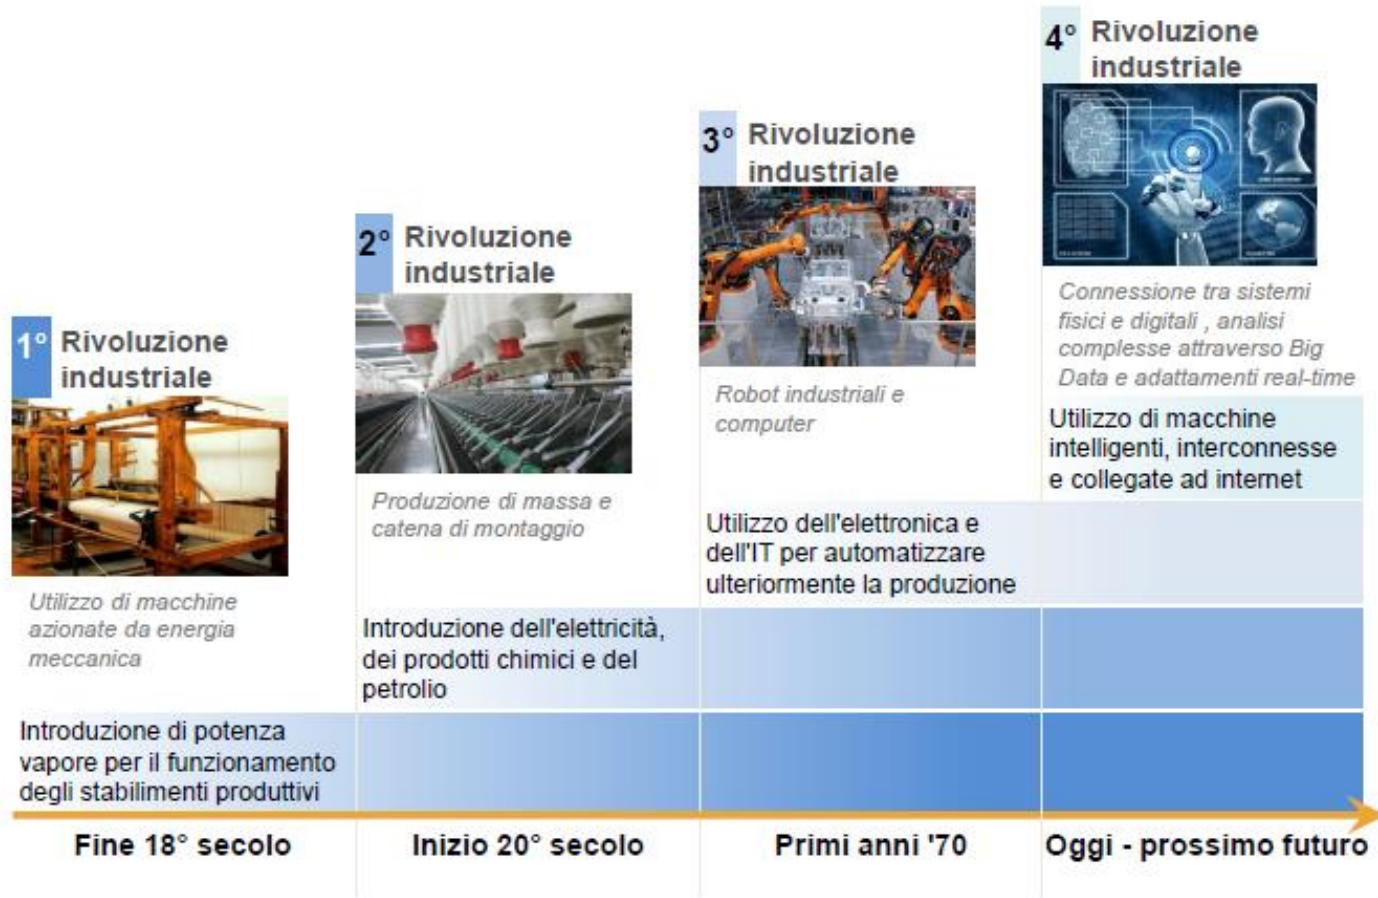 1° Rivoluzione
industriale
Utilizzo di macchine
azionate da energia
meccanica
Introduzione di potenza
vapore per il funzionamento
degli stabilimenti produttivi
Fine 18° secolo
2° Rivoluzione
industriale
Produzione di massa e
catena di montaggio
Introduzione dell'elettricità,
dei prodotti chimici e del
petrolio
Inizio 20° secolo
3° Rivoluzione
industriale
Robot industriali e
computer
Utilizzo dell'elettronica e
dell'IT per automatizzare
ulteriormente la produzione
Primi anni '70
4° Rivoluzione
industriale
Connessione tra sistemi
fisici e digitali , analisi
complesse attraverso Big
Data e adattamenti real-time
Utilizzo di macchine
intelligenti, interconnesse
e collegate ad internet
Oggi - prossimo futuro